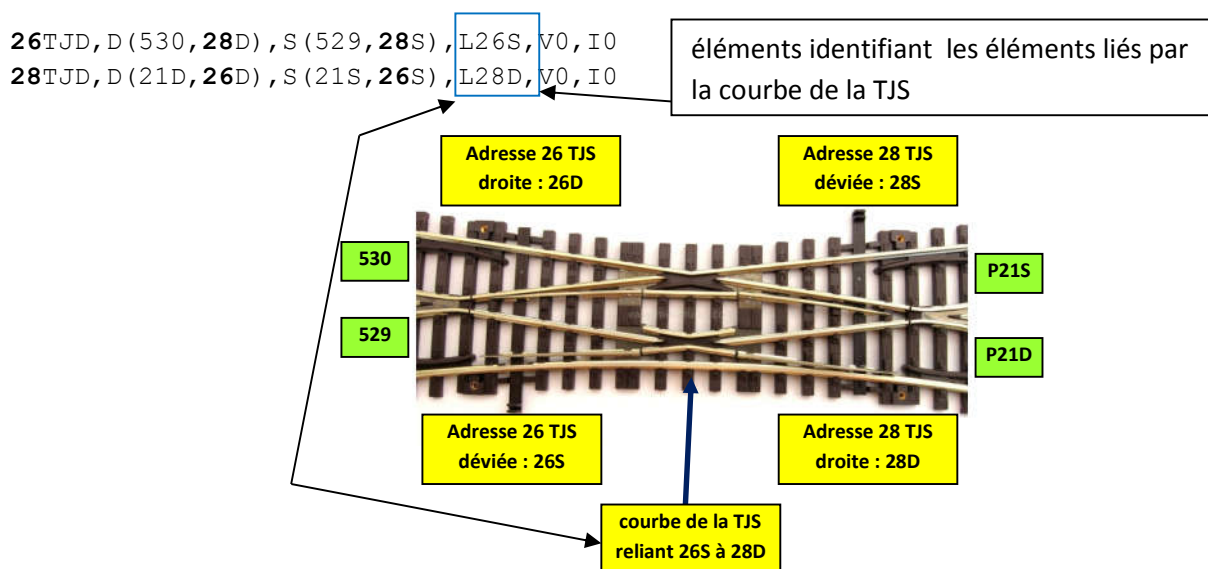 26TJD,D(530,28D),S(529,28S),L26S,V0,I0
28TJD,D(21D,26D),S(21S,26S),L28D,V0,I0
éléments identifiant les éléments liés par
la courbe de la TJS
Adresse 26 TJS
droite : 26D
Adresse 28 TJS
déviée : 28S
530
P21S
529
P21D
Adresse 26 TJS
déviée : 26S
Adresse 28 TJS
droite : 28D
courbe de la TJS
reliant 26S à 28D